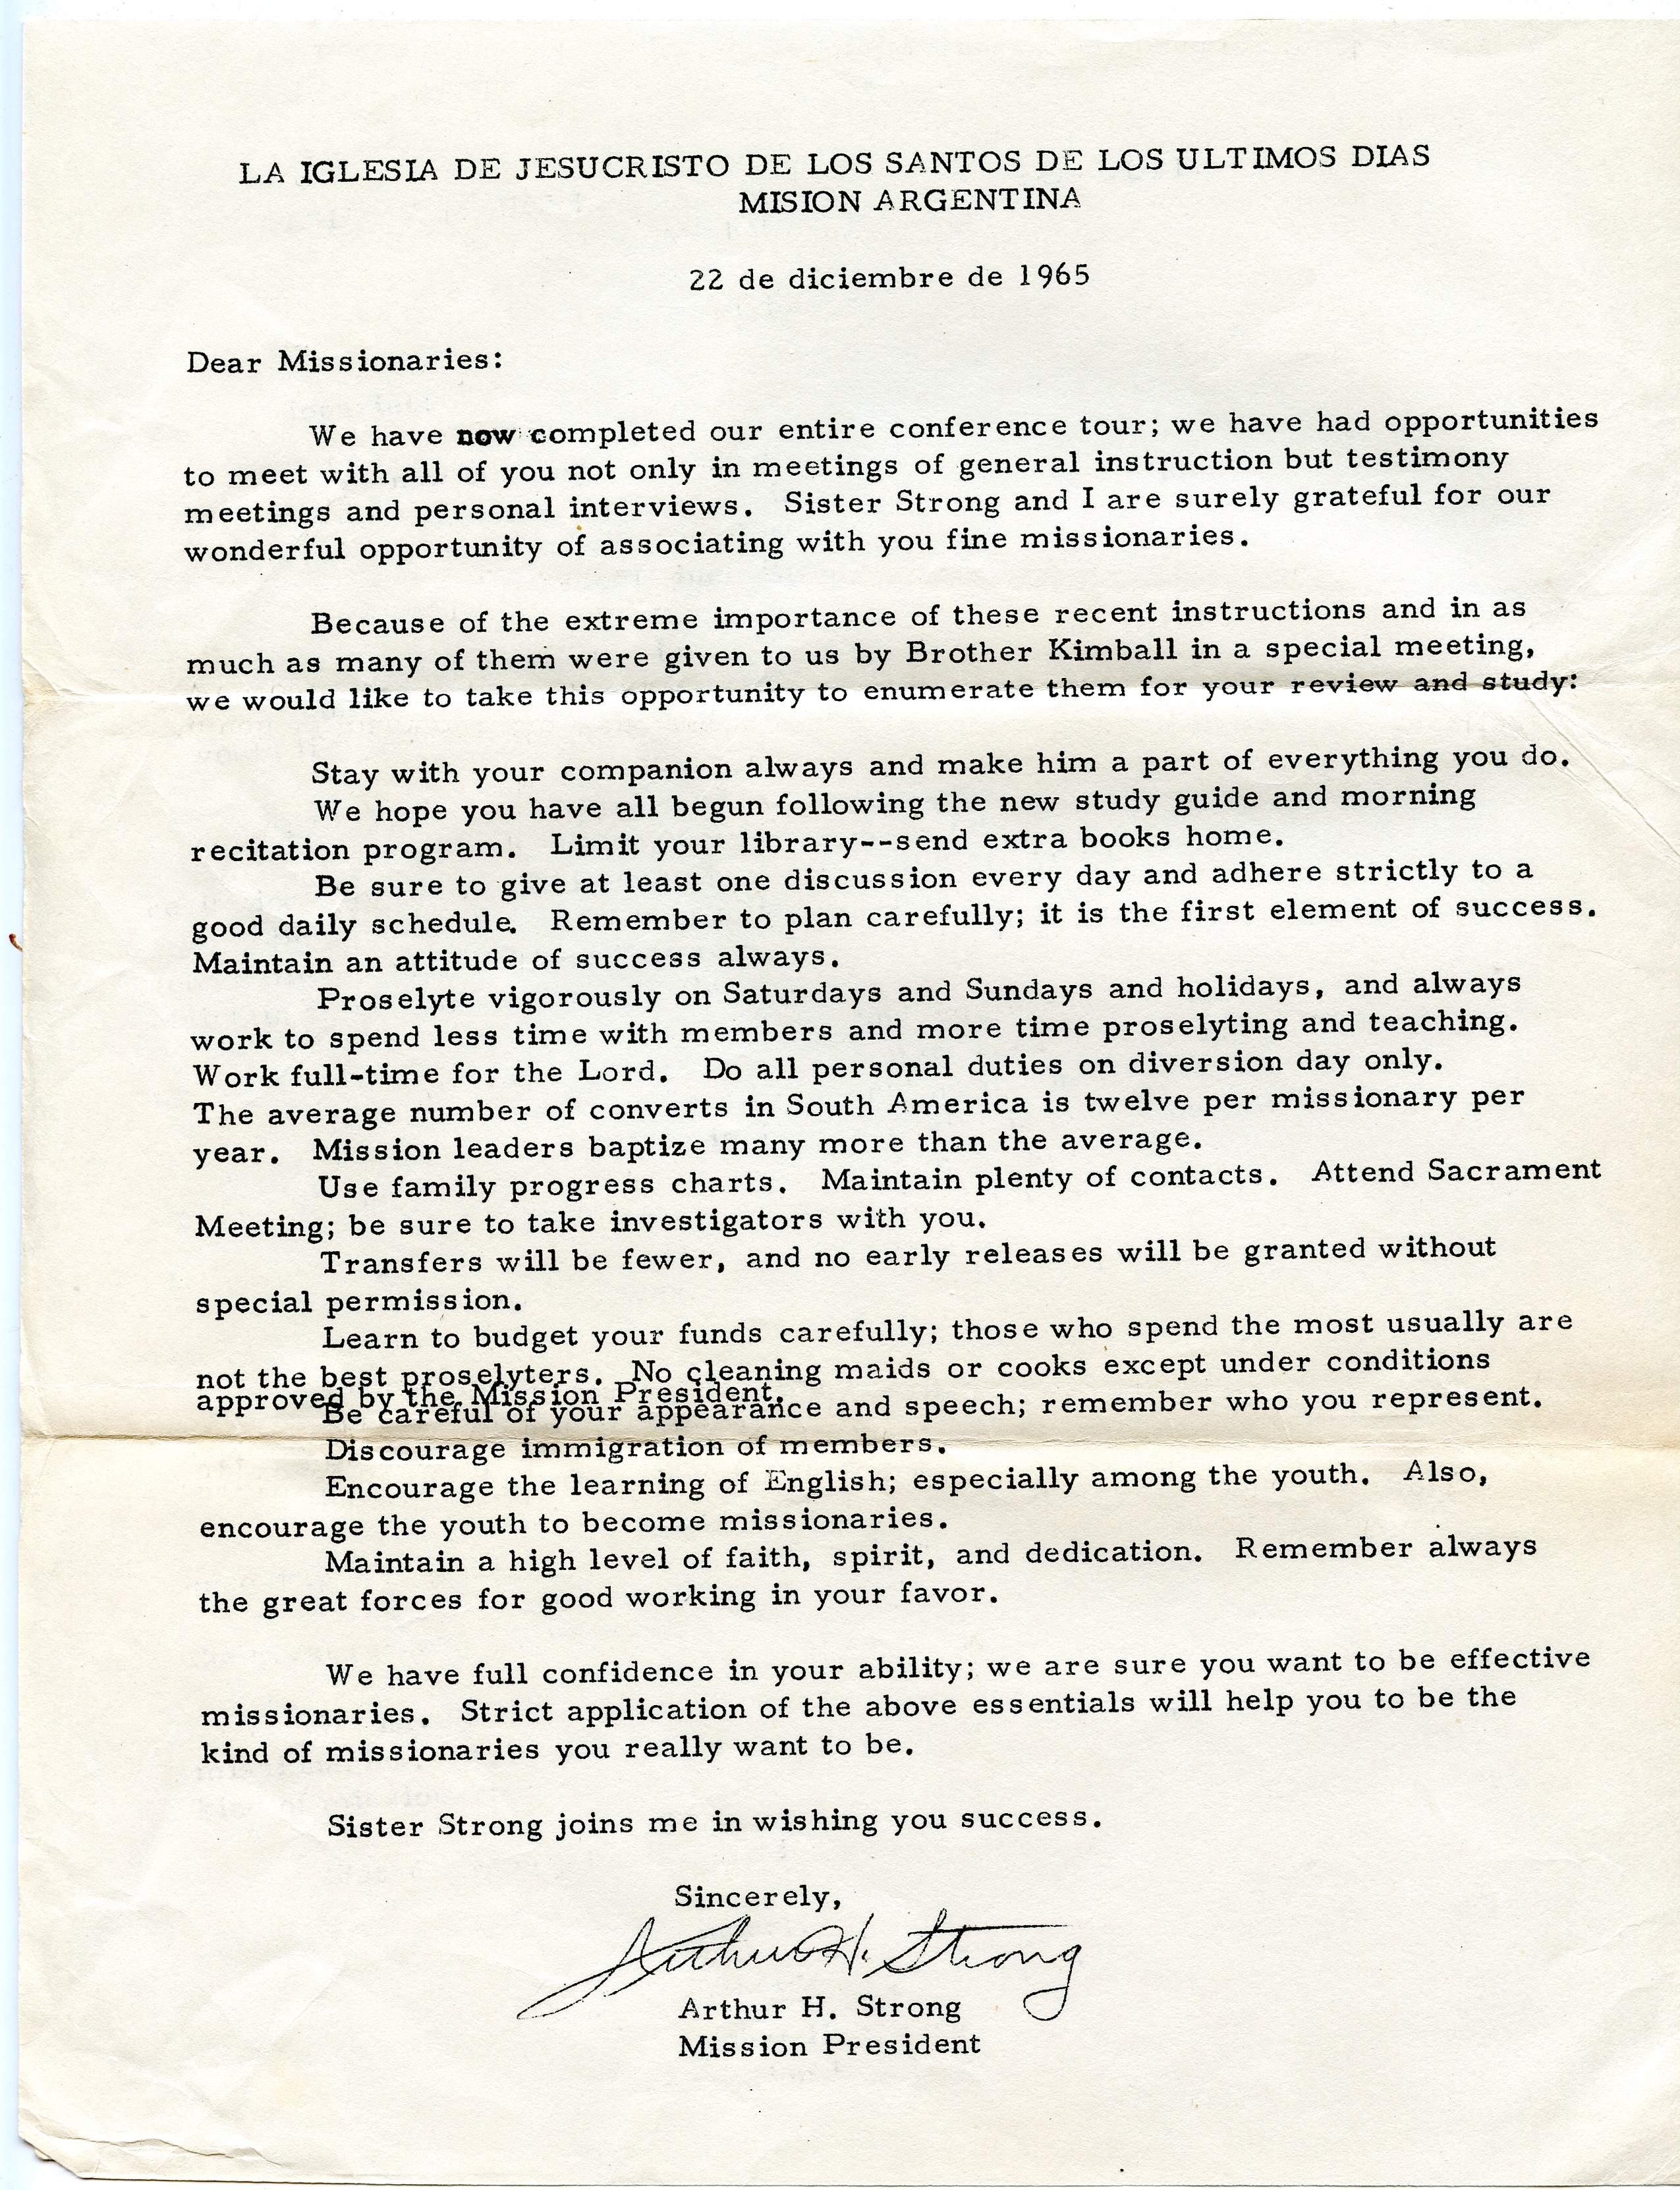 LA IGLESIA DE JESUCRISTO DE LOS SANTOS DE LOS ULTIMOS DIAS
MISION ARGENTINA
22 de diciembre de 1965
Dear Missionaries:
We have now completed our entire conference tour; we have had opportunities
to meet with all of you not only in meetings of general instruction but testimony
meetings and personal interviews. Sister Strong and I are surely grateful for our
wonderful opportunity of associating with you fine missionaries.
Because of the extreme importance of these recent instructions and in as
much as many of them were given to us by Brother Kimball in a special meeting,
we would like to take this opportunity to enumerate them for your review and study:
Stay with your companion always and make him a part of everything you do.
We hope you have all begun following the new study guide and morning
recitation program. Limit your library--send extra books home.
Be sure to give at least one discussion every day and adhere strictly to a
good daily schedule. Remember to plan carefully; it is the first element of success.
Maintain an attitude of success always.
Proselyte vigorously on Saturdays and Sundays and holidays, and always
work to spend less time with members and more time proselyting and teaching.
Work full-time for the Lord. Do all personal duties on diversion day only.
The average number of converts in South America is twelve per missionary per
year. Mission leaders baptize many more than the average.
Use family progress charts. Maintain plenty of contacts. Attend Sacrament
Meeting; be sure to take investigators with you.
Transfers will be fewer, and no early releases will be granted without
special permission.
Learn to budget your funds carefully; those who spend the most usually are
not the best proselyters. No cleaning maids or cooks except under conditions
approved by the Mission President.
Be careful of your appearance and speech; remember who you represent.
Discourage immigration of members.
Encourage the learning of English; especially among the youth. Also,
encourage the youth to become missionaries.
Maintain a high level of faith, spirit, and dedication. Remember always
the great forces for good working in your favor.
We have full confidence in your ability; we are sure you want to be effective
missionaries. Strict application of the above essentials will help you to be the
kind of missionaries you really want to be.
Sister Strong joins me in wishing you success.
Sincerely,
Arthur H. Strong
Arthur H. Strong
Mission President